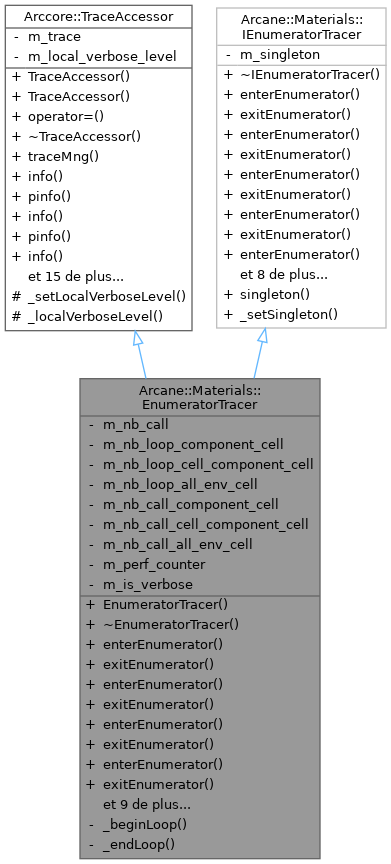 Arccore::TraceAccessor
- m_trace
- m_local_verbose_level
+ TraceAccessor()
+ TraceAccessor()
+ operator=()
+ ~TraceAccessor()
+ traceMng()
+ info()
+ pinfo()
+ info()
+ pinfo()
+ info()
et 15 de plus...
# _setLocalVerboseLevel()
# _localVerboseLevel()
Arcane::Materials::
IEnumeratorTracer
- m_singleton
+ ~IEnumeratorTracer()
+ enterEnumerator()
+ exitEnumerator()
+ enterEnumerator()
+ exitEnumerator()
+ enterEnumerator()
+ exitEnumerator()
+ enterEnumerator()
+ exitEnumerator()
+ enterEnumerator()
et 8 de plus...
+ singleton()
+ _setSingleton()
Arcane::Materials::
EnumeratorTracer
- m_nb_call
- m_nb_loop_component_cell
- m_nb_loop_cell_component_cell
- m_nb_loop_all_env_cell
- m_nb_call_component_cell
- m_nb_call_cell_component_cell
- m_nb_call_all_env_cell
- m_perf_counter
- m_is_verbose
+ EnumeratorTracer()
+ ~EnumeratorTracer()
+ enterEnumerator()
+ exitEnumerator()
+ enterEnumerator()
+ exitEnumerator()
+ enterEnumerator()
+ exitEnumerator()
+ enterEnumerator()
+ exitEnumerator()
et 9 de plus...
- _beginLoop()
- _endLoop()